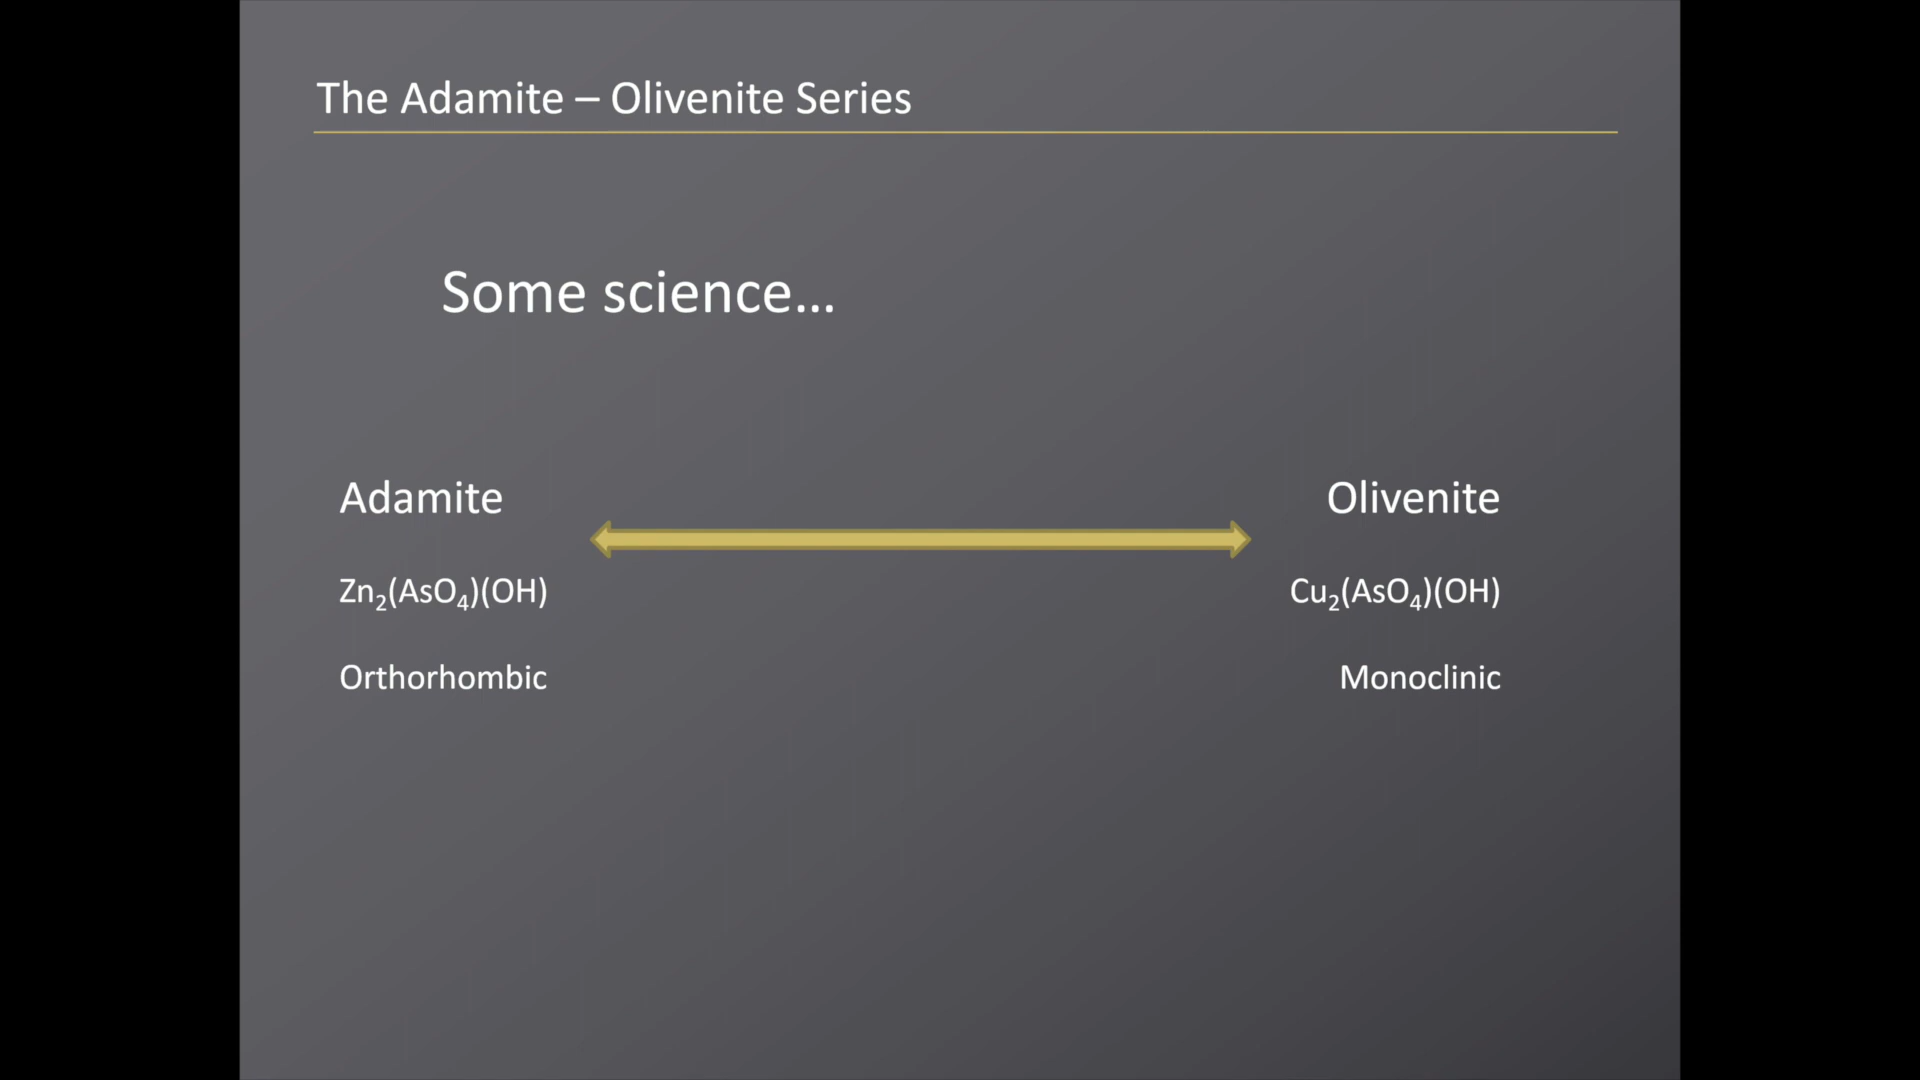 The Adamite – Olivenite Series
Some science...
Adamite
Olivenite
Zn₂(AsO₄)(OH)
Cu₂(AsO₄)(OH)
Orthorhombic
Monoclinic